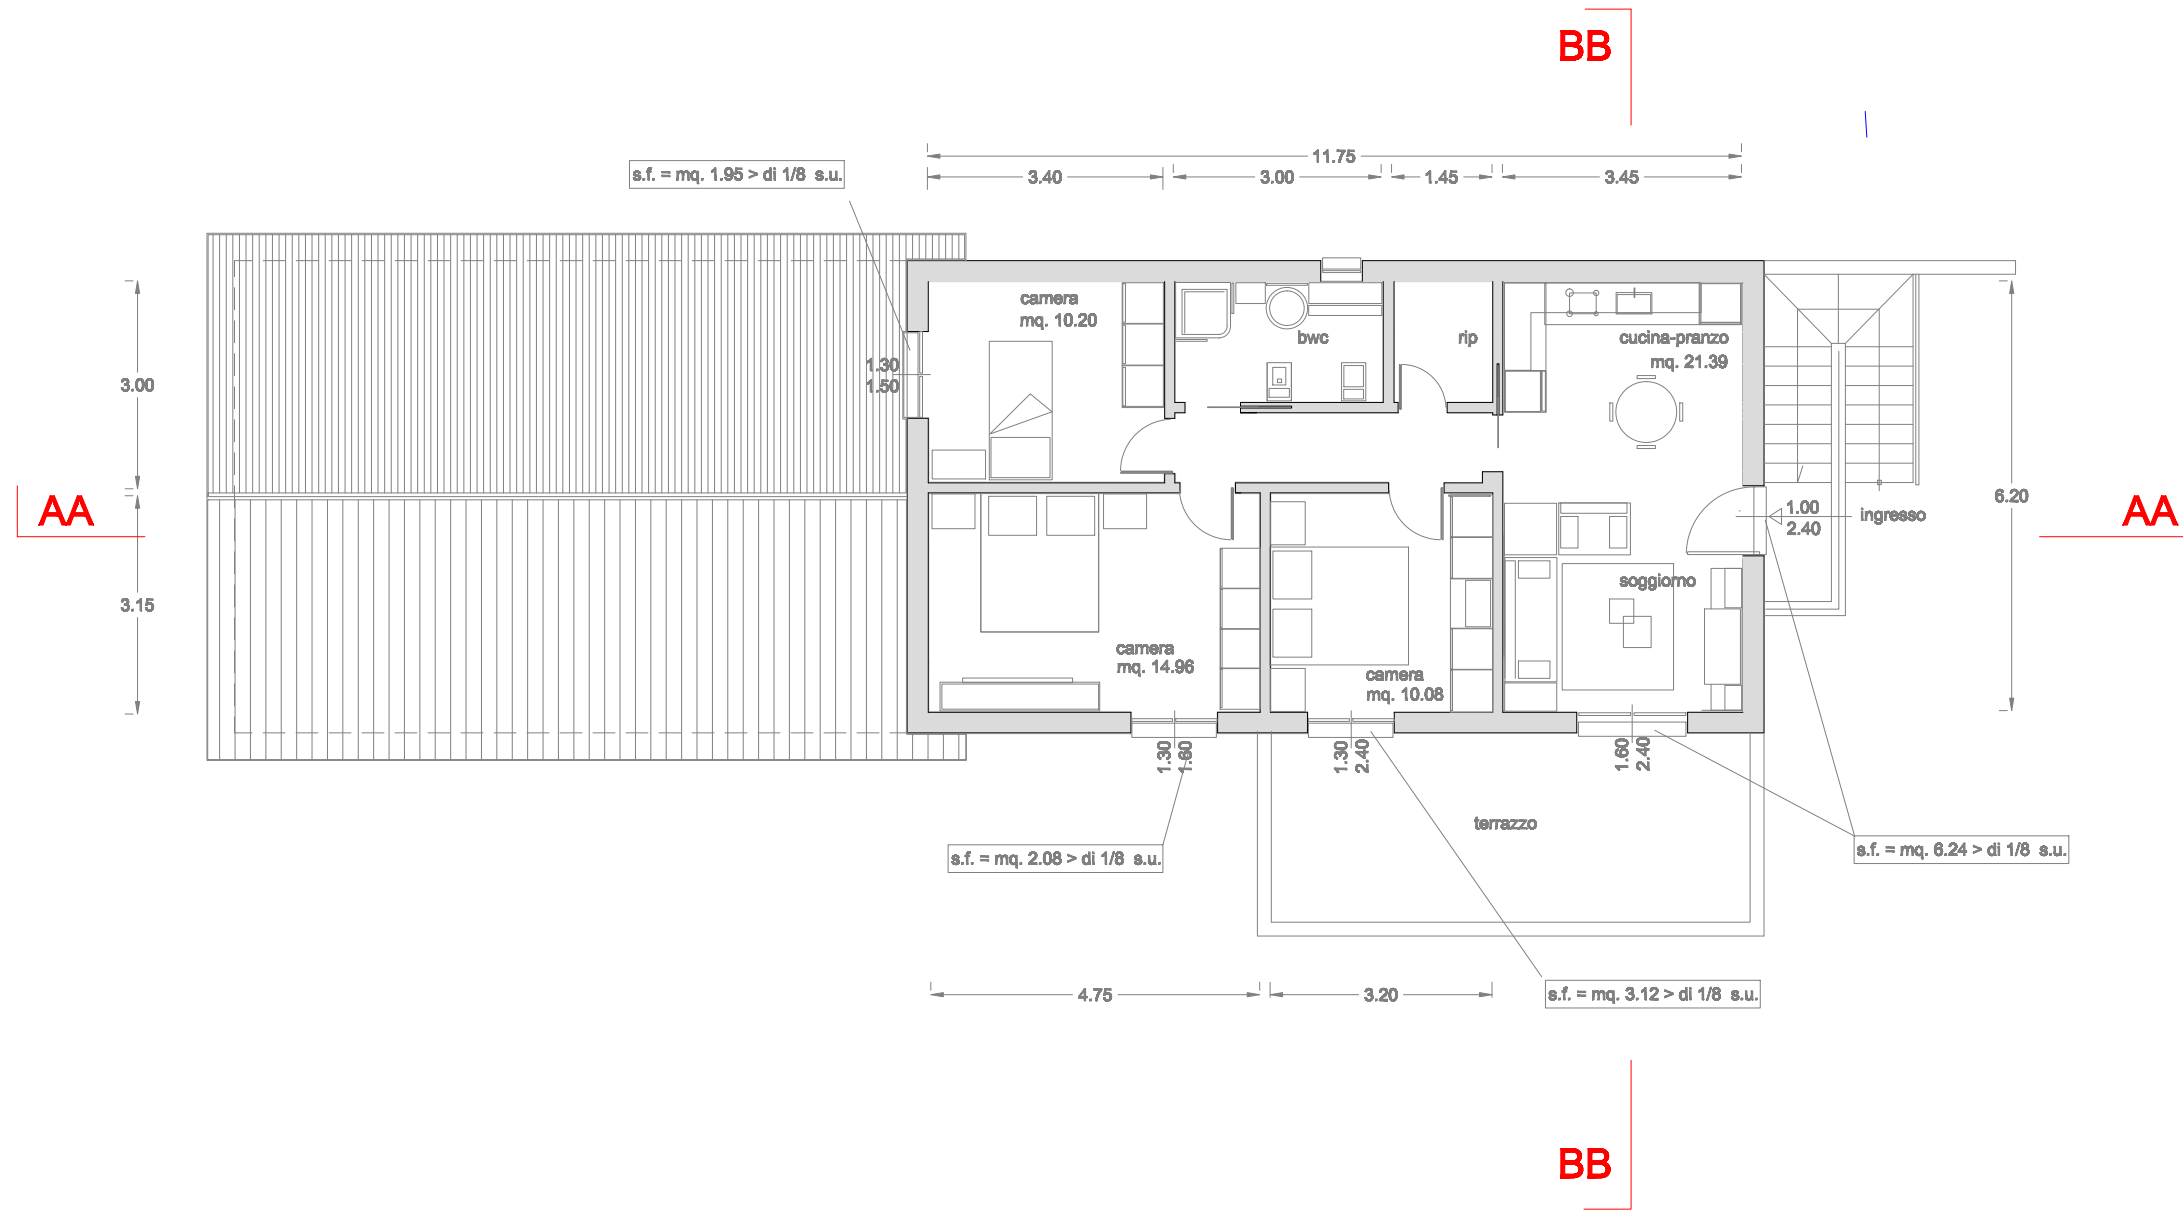 BB
11.75
s.f. = mq. 1.95 > di 1/8 s.u.
3.40
3.00
1.45
3.45
camera
mq. 10.20
bwc
rip
cucina-pranzo
mq. 21.39
1.30
1.50
3.00
6.20
AA
AA
1.00
2.40
ingresso
soggiorno
3.15
camera
mq. 14.96
camera
mq. 10.08
1.30
1.60
1.30
2.40
1.60
2.40
terrazzo
s.f. = mq. 2.08 > di 1/8 s.u.
s.f. = mq. 6.24 > di 1/8 s.u.
4.75
3.20
s.f. = mq. 3.12 > di 1/8 s.u.
BB